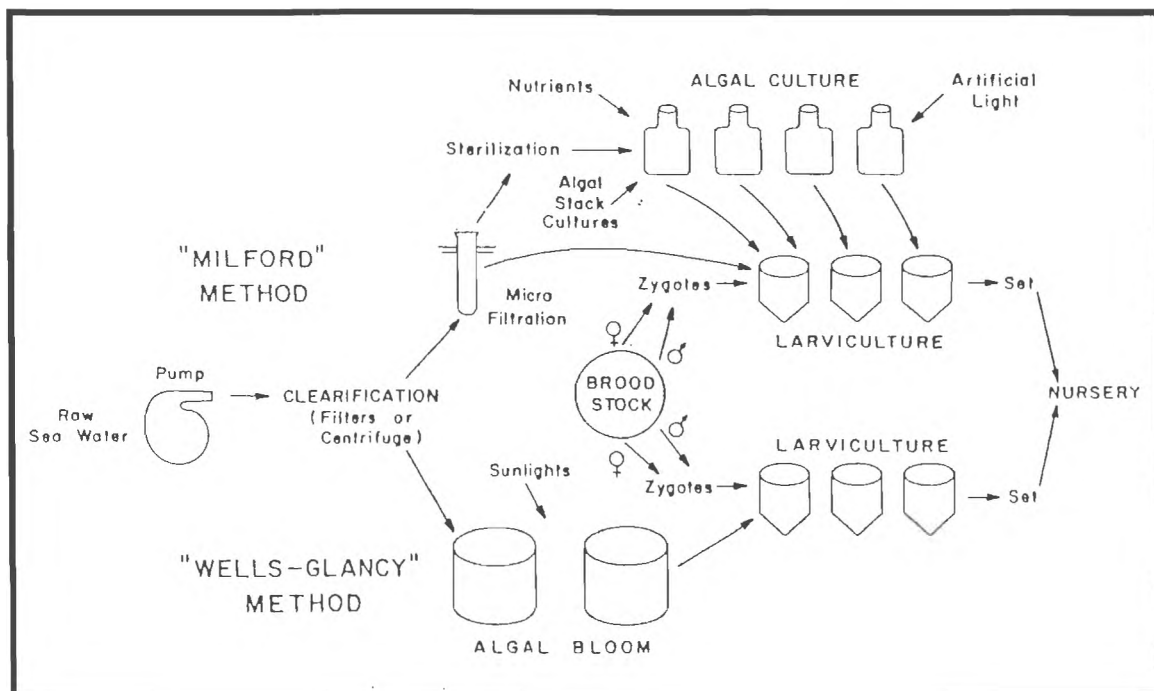 Nutrients
ALGAL CULTURE
Artificial
Light
Sterilization
Algal
Stack
Cultures
"MILFORD"
METHOD
Micro
Filtration
Zygotes
Set
LARVICULTURE
♀
♂
Pump
Raw
Sea Water
CLEARIFICATION
(Filters or
Centrifuge)
BROOD
STOCK
NURSERY
♂
♀
LARVICULTURE
Sunlights
Zygotes
Set
"WELLS-GLANCY"
METHOD
ALGAL BLOOM